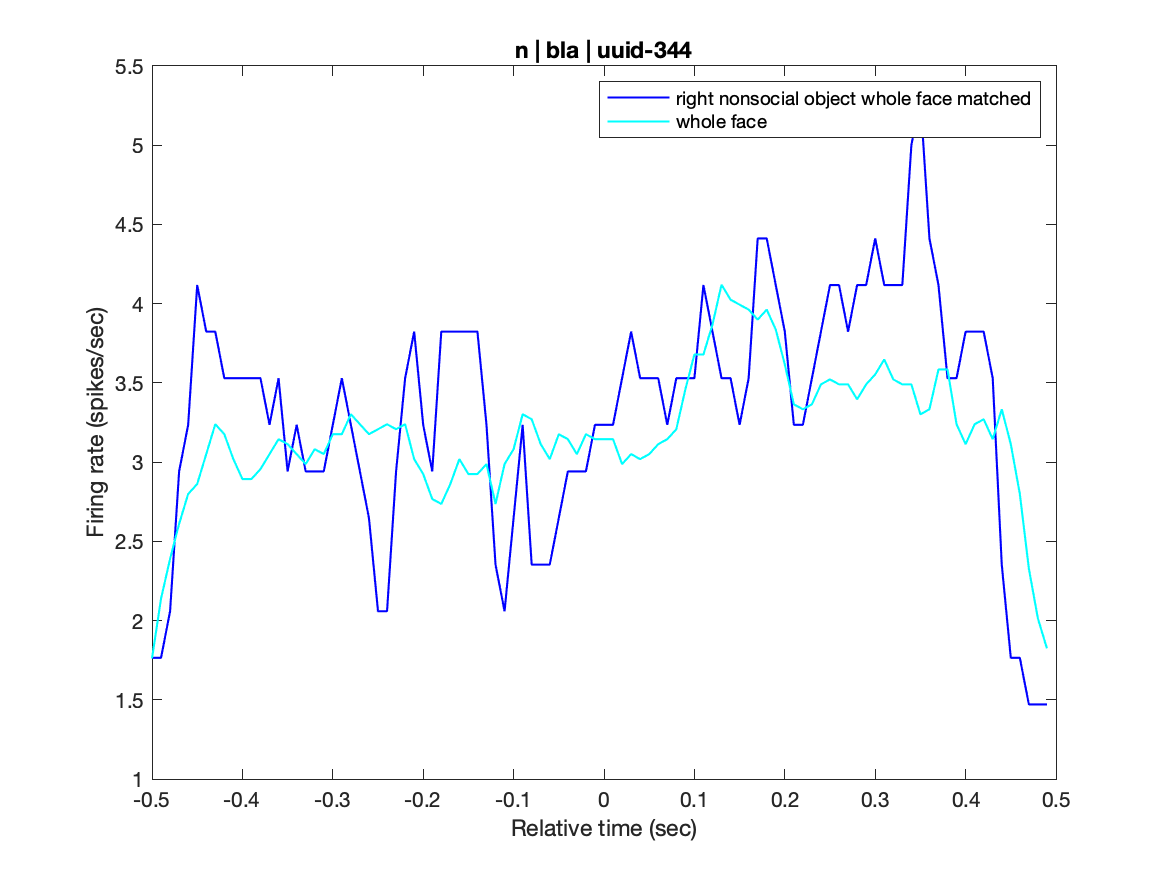 n | bla | uuid-344
right nonsocial object whole face matched
whole face
5.5
5
4.5
4
3.5
3
2.5
2
1.5
1
Firing rate (spikes/sec)
-0.5 -0.4 -0.3 -0.2 -0.1 0 0.1 0.2 0.3 0.4 0.5
Relative time (sec)